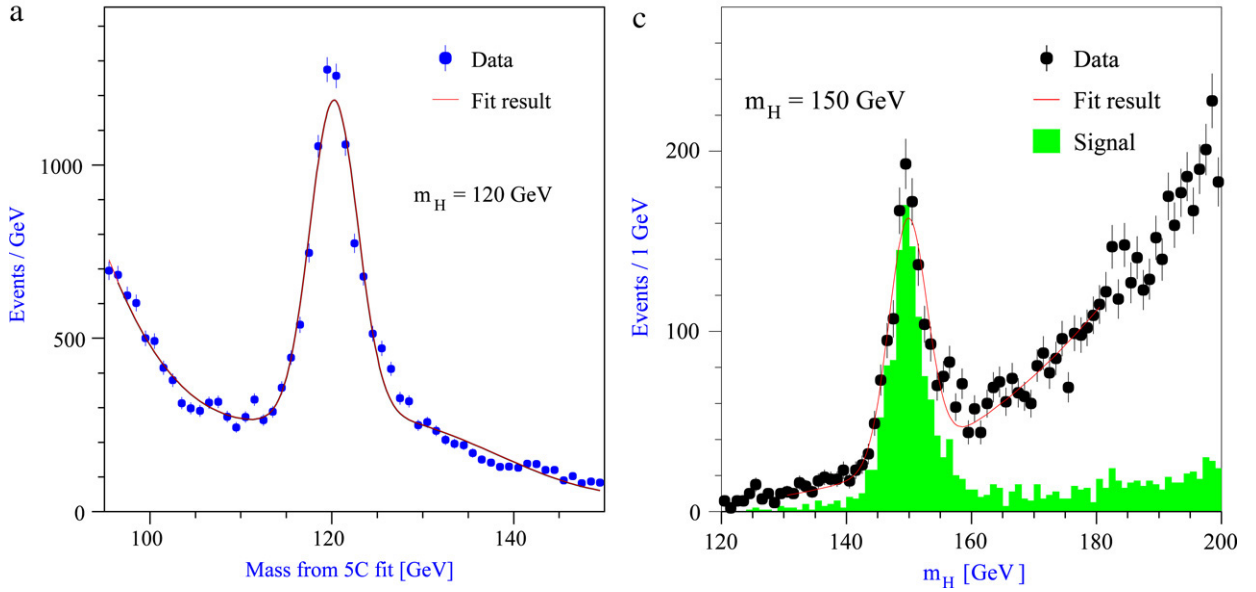 a
Events / GeV
1000
500
0
100
120
140
Mass from 5C fit [GeV]
Data
Fit result
m_H = 120 GeV
c
Events / 1 GeV
200
100
0
120
140
160
180
200
m_H [GeV]
m_H = 150 GeV
Data
Fit result
Signal